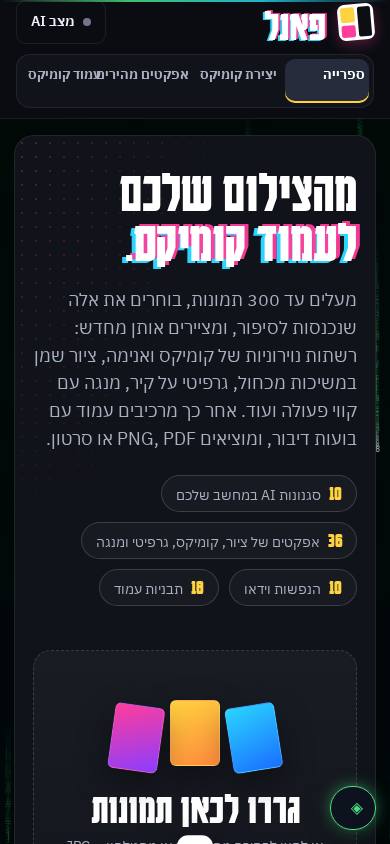 פאנל
מצב AI
ספרייה
יצירת קומיקס
אפקטים מהירים
עמוד קומיקס
מהצילום שלכם
לעמוד קומיקס.
מעלים עד 300 תמונות, בוחרים את אלה
שנכנסות לסיפור, ומציירים אותן מחדש:
רשתות נוירוניות של קומיקס ואנימה, ציור שמן
במשיכות מכחול, גרפיטי על קיר, מנגה עם
קווי פעולה ועוד. אחר כך מרכיבים עמוד עם
בועות דיבור, ומוציאים PNG, PDF או סרטון.
10 סגנונות AI במחשב שלכם
36 אפקטים של ציור, קומיקס, גרפיטי ומנגה
10 הנפשות וידאו
18 תבניות עמוד
גררו לכאן תמונות